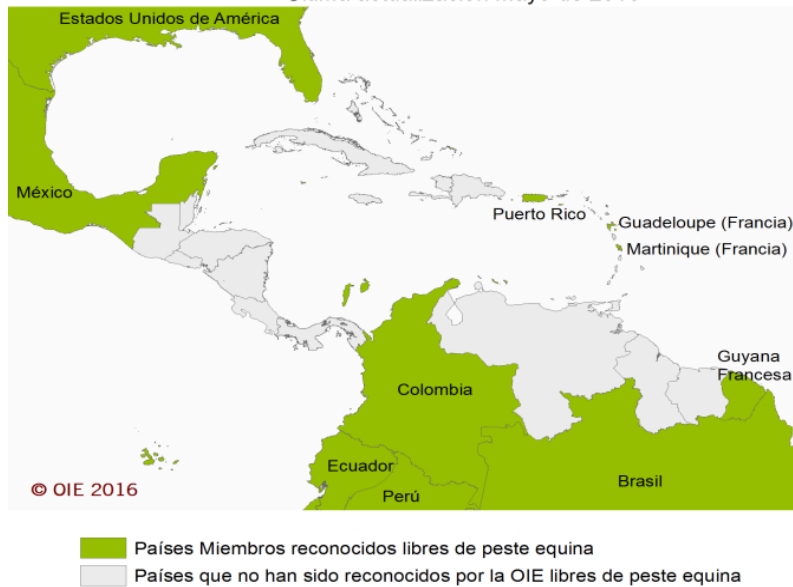 Estados Unidos de América
México
Puerto Rico
Guadeloupe (Francia)
Martinique (Francia)
Guyana
Francesa
Colombia
Ecuador
Perú
Brasil
© OIE 2016
Países Miembros reconocidos libres de peste equina
Países que no han sido reconocidos por la OIE libres de peste equina